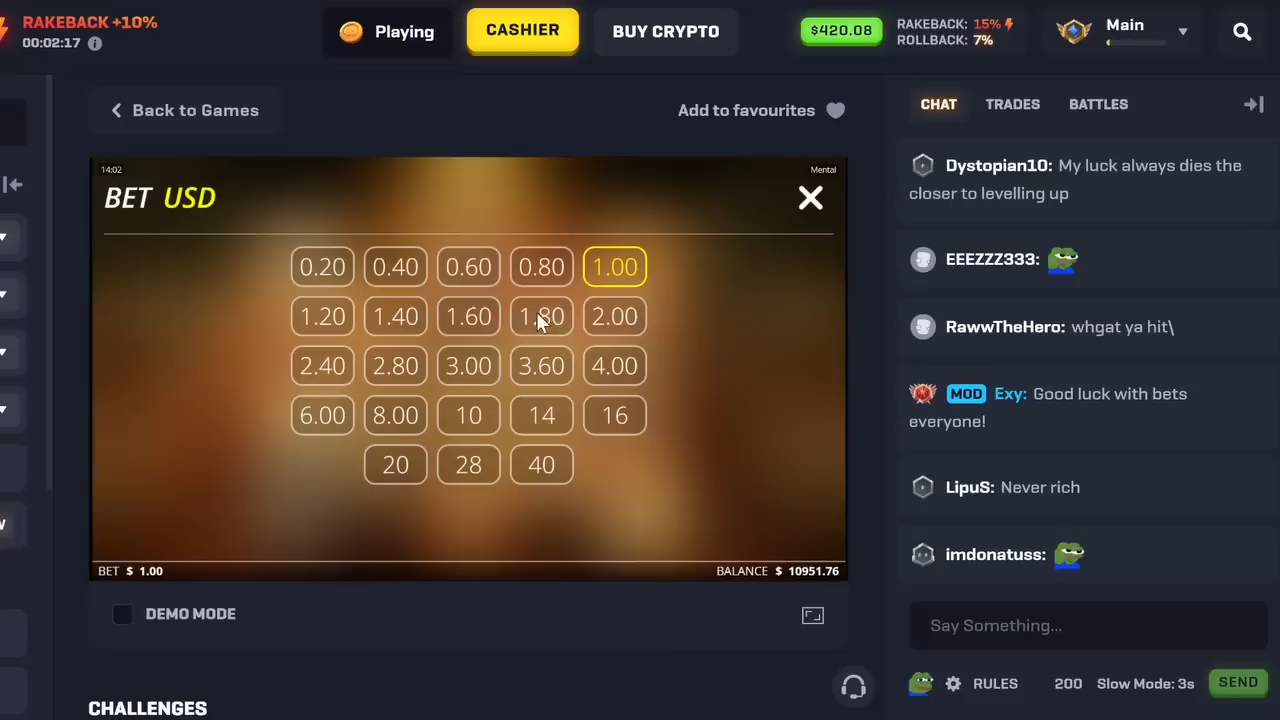 RAKEBACK +10%
00:02:17
Playing
CASHIER
BUY CRYPTO
$420.08
RAKEBACK: 15%
ROLLBACK: 7%
Main
Back to Games
Add to favourites
CHAT
TRADES
BATTLES
14:02
Mental
BET USD
0.20 0.40 0.60 0.80 1.00
1.20 1.40 1.60 1.80 2.00
2.40 2.80 3.00 3.60 4.00
6.00 8.00 10 14 16
20 28 40
BET $ 1.00
BALANCE $ 10951.76
DEMO MODE
CHALLENGES
Dystopian10: My luck always dies the
closer to levelling up
EEEZZZ333:
RawwTheHero: whgat ya hit\
MOD Exy: Good luck with bets
everyone!
LipuS: Never rich
imdonatuss:
Say Something...
RULES
200
Slow Mode: 3s
SEND